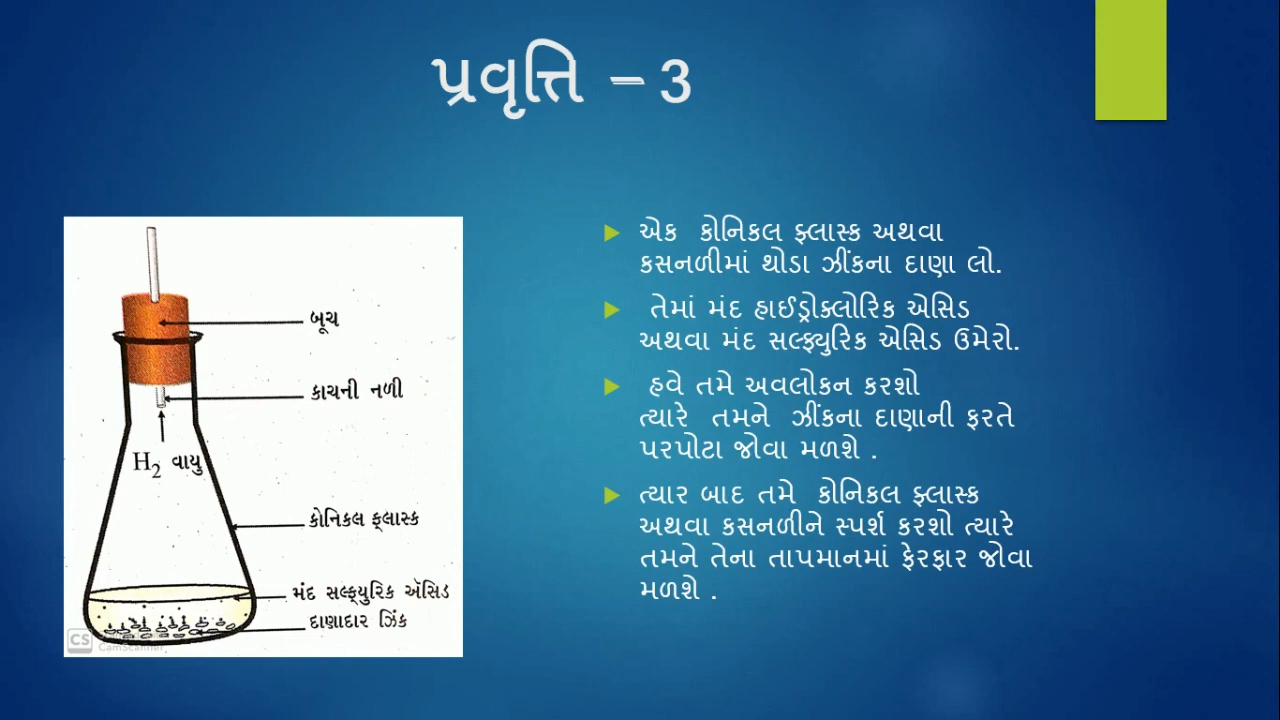 પ્રવૃત્તિ – 3
બૂચ
કાચની નળી
H2 વાયુ
કોનિકલ ફ્લાસ્ક
મંદ સલ્ફ્યુરિક ઍસિડ
દાણાદાર ઝિંક
CS CamScanner
એક કોનિકલ ફ્લાસ્ક અથવા
કસનળીમાં થોડા ઝીંકના દાણા લો.
તેમાં મંદ હાઈડ્રોક્લોરિક એસિડ
અથવા મંદ સલ્ફ્યુરિક એસિડ ઉમેરો.
હવે તમે અવલોકન કરશો
ત્યારે તમને ઝીંકના દાણાની ફરતે
પરપોટા જોવા મળશે .
ત્યાર બાદ તમે કોનિકલ ફ્લાસ્ક
અથવા કસનળીને સ્પર્શ કરશો ત્યારે
તમને તેના તાપમાનમાં ફેરફાર જોવા
મળશે .